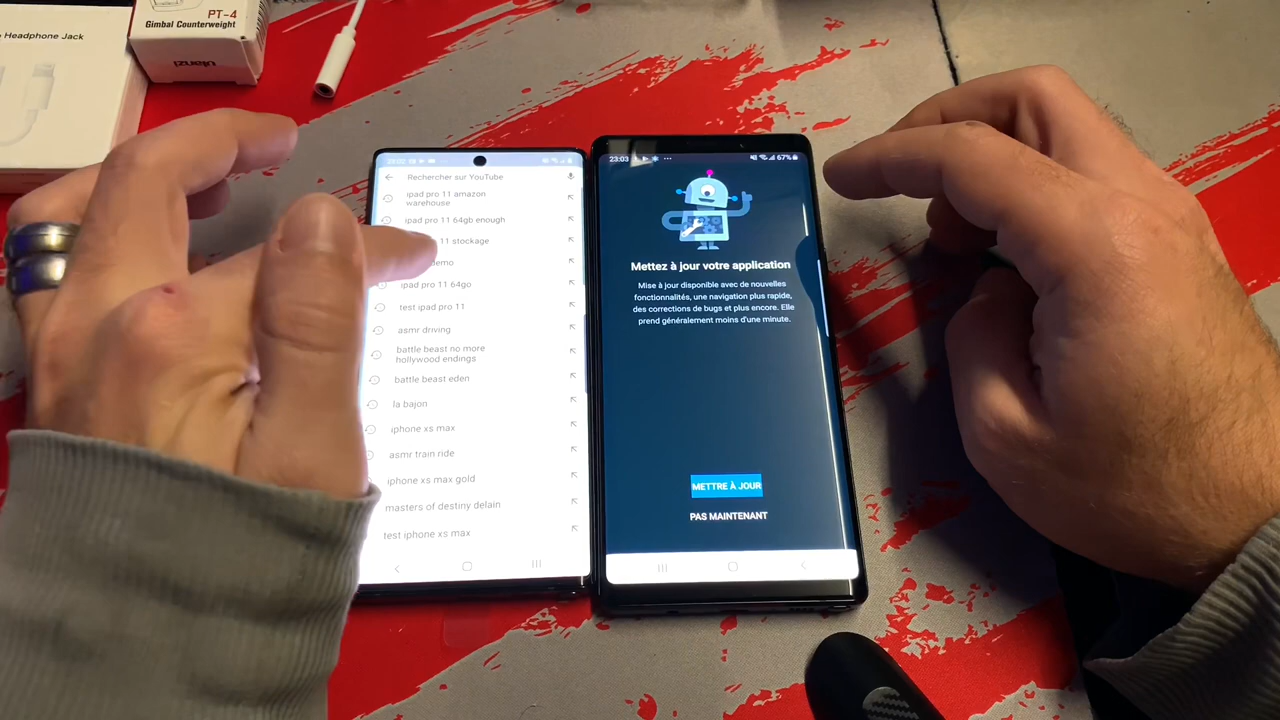 PT-4
Gimbal Counterweight
ulanzi
Headphone Jack
Rechercher sur YouTube
ipad pro 11 amazon
warehouse
ipad pro 11 64gb enough
11 stockage
demo
ipad pro 11 64go
test ipad pro 11
asmr driving
battle beast no more
hollywood endings
battle beast eden
la bajon
iphone xs max
asmr train ride
iphone xs max gold
masters of destiny delain
test iphone xs max
23:03
67%
Mettez à jour votre application
Mise à jour disponible avec de nouvelles
fonctionnalités, une navigation plus rapide,
des corrections de bugs et plus encore. Elle
prend généralement moins d'une minute.
METTRE À JOUR
PAS MAINTENANT